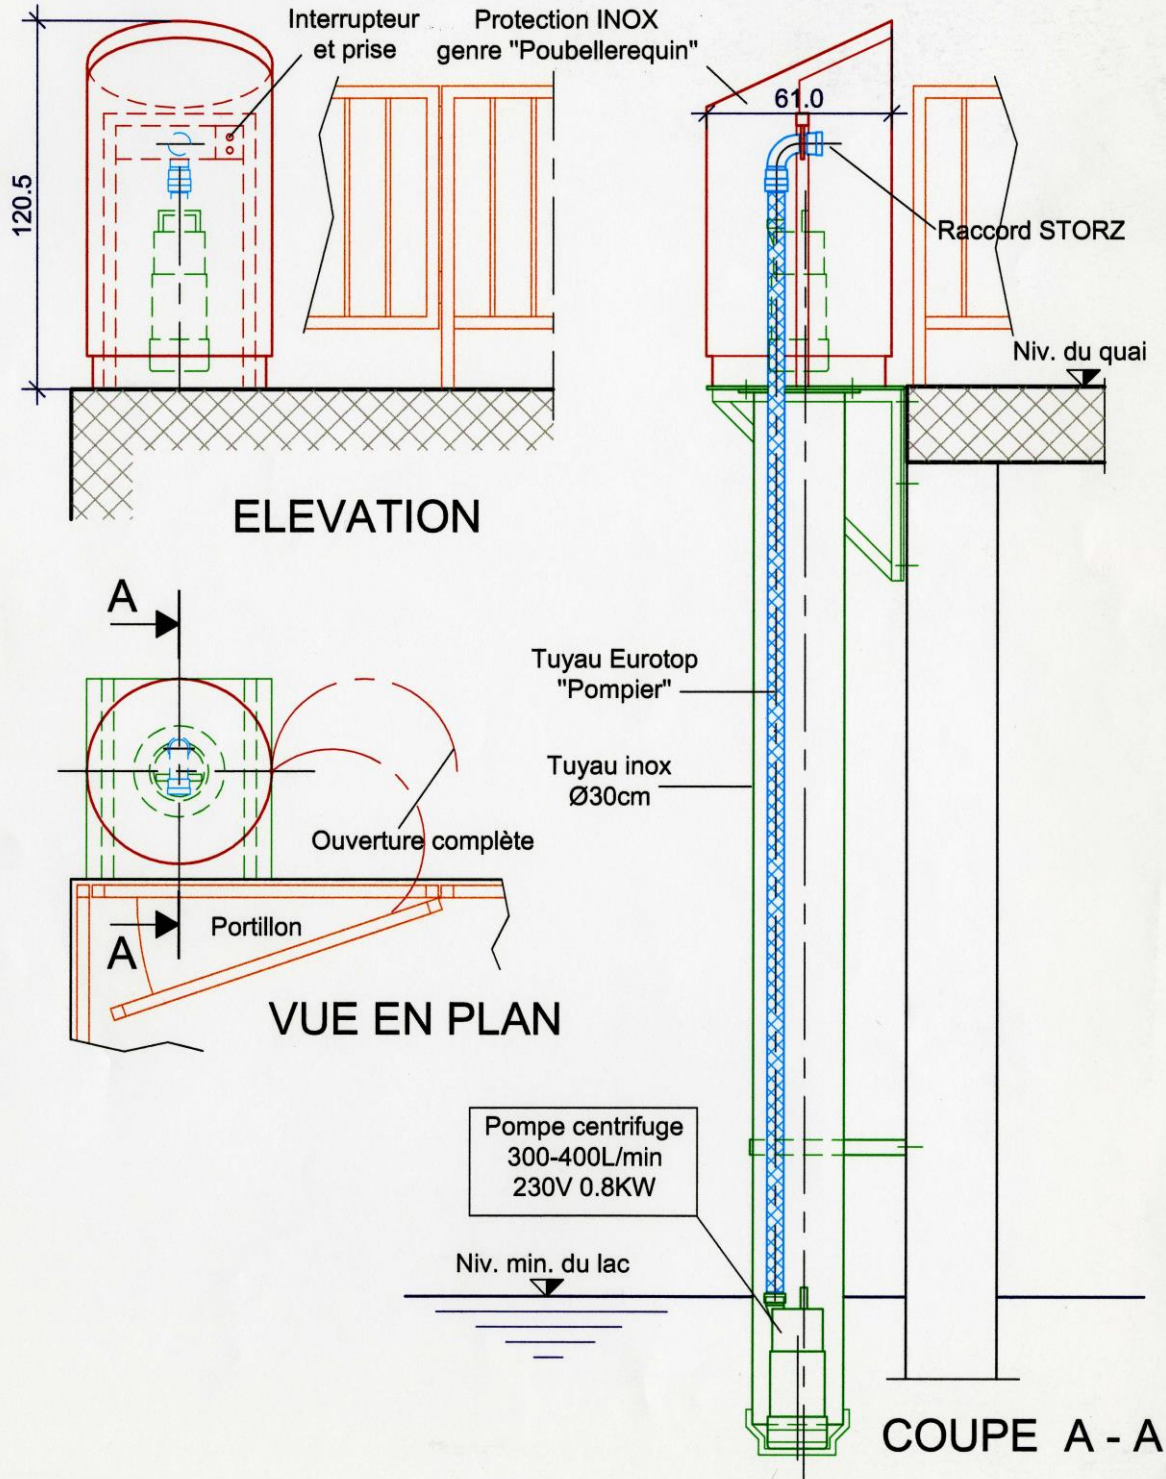 Interrupteur
et prise
Protection INOX
genre "Poubellerequin"
61.0
120.5
Raccord STORZ
Niv. du quai
ELEVATION
A
Tuyau Eurotop
"Pompier"
Tuyau inox
Ø30cm
Ouverture complète
A
Portillon
VUE EN PLAN
Pompe centrifuge
300-400L/min
230V 0.8KW
Niv. min. du lac
COUPE A - A